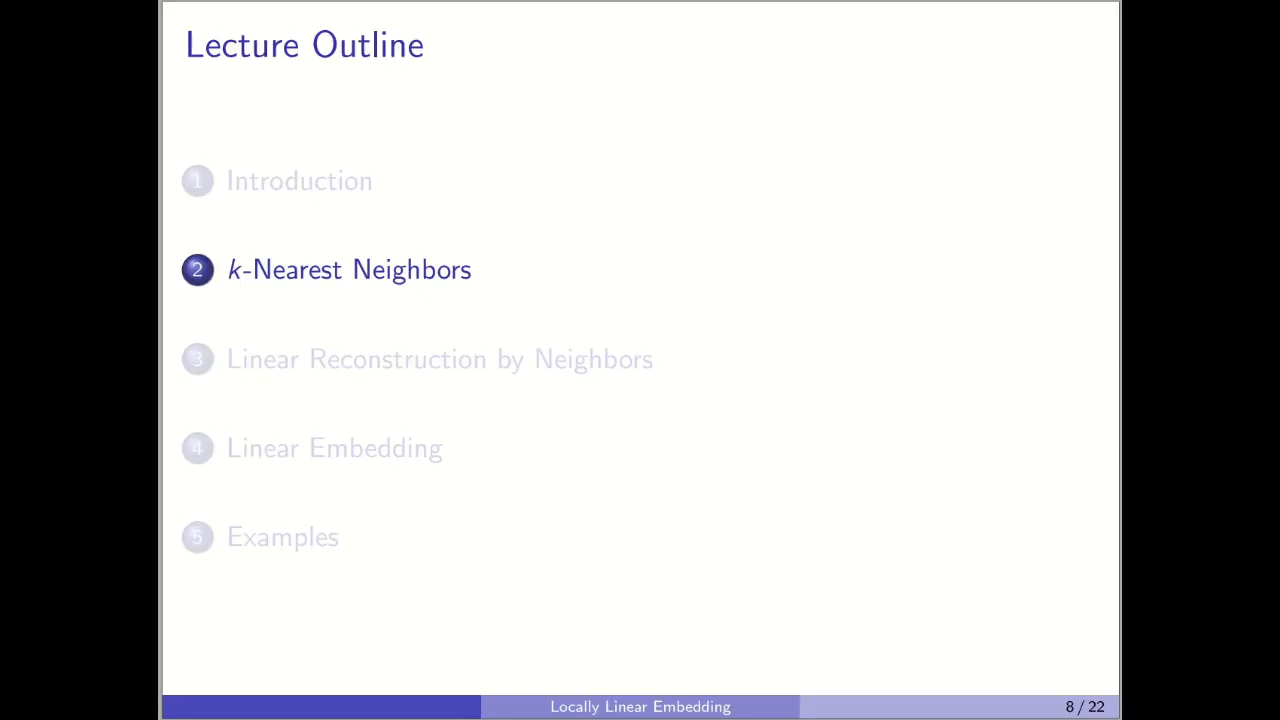 Lecture Outline
1 Introduction
2 k-Nearest Neighbors
3 Linear Reconstruction by Neighbors
4 Linear Embedding
5 Examples
Locally Linear Embedding
8 / 22